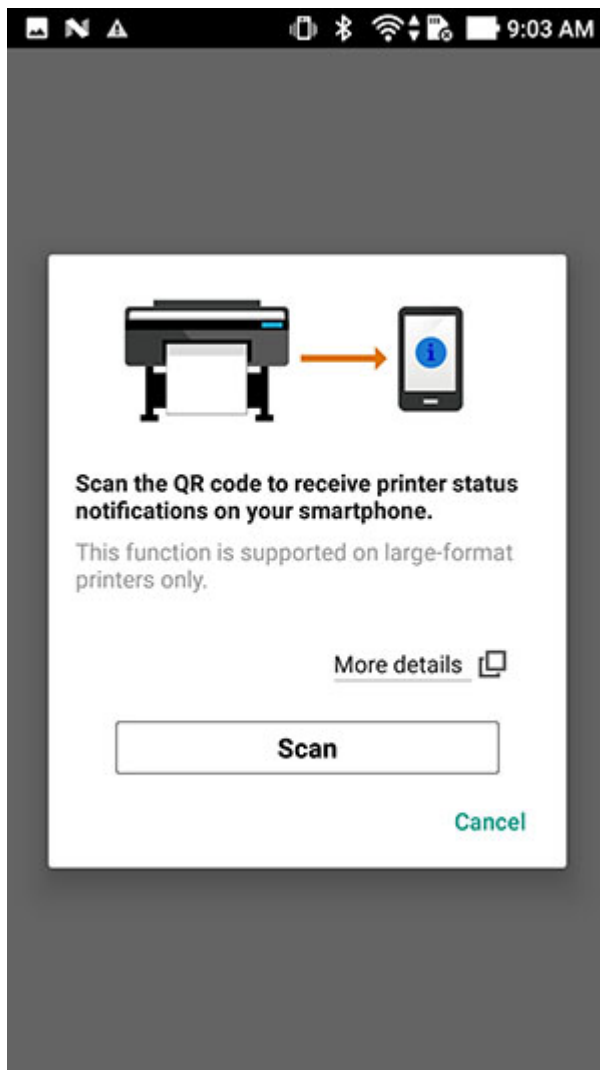 9:03 AM
Scan the QR code to receive printer status
notifications on your smartphone.
This function is supported on large-format
printers only.
More details
Scan
Cancel